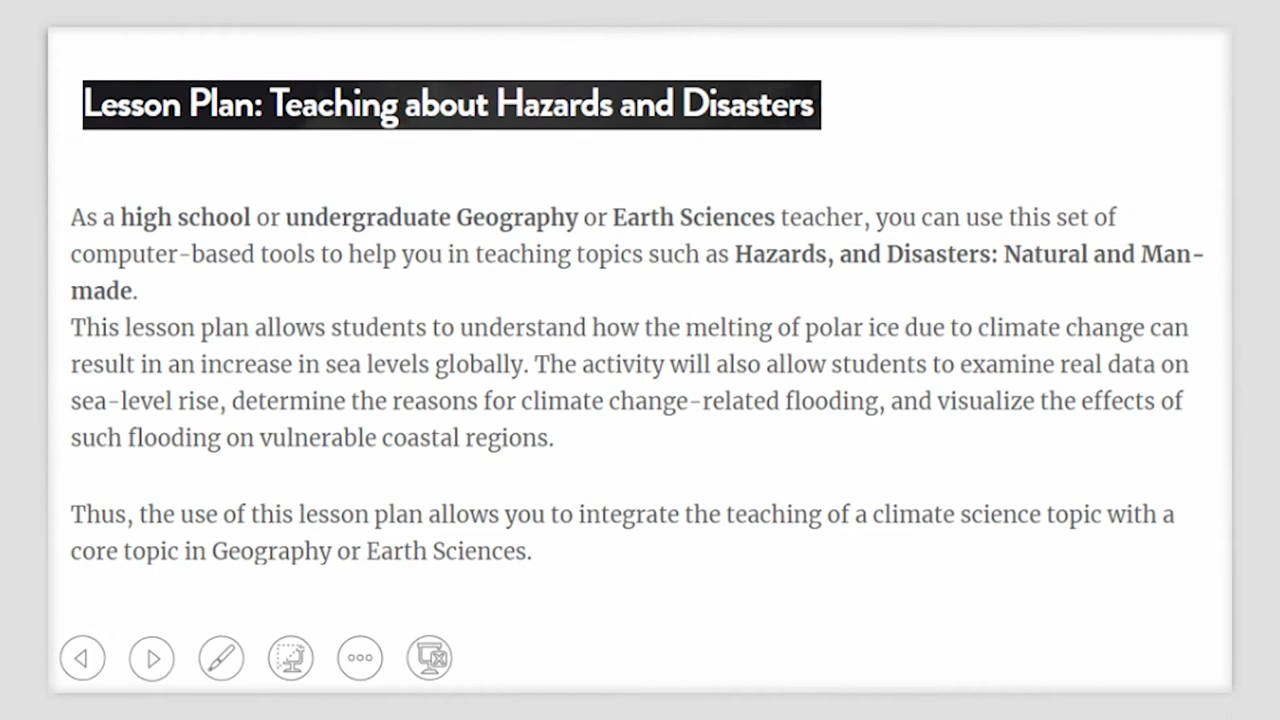 Lesson Plan: Teaching about Hazards and Disasters
As a high school or undergraduate Geography or Earth Sciences teacher, you can use this set of
computer-based tools to help you in teaching topics such as Hazards, and Disasters: Natural and Man-
made.
This lesson plan allows students to understand how the melting of polar ice due to climate change can
result in an increase in sea levels globally. The activity will also allow students to examine real data on
sea-level rise, determine the reasons for climate change-related flooding, and visualize the effects of
such flooding on vulnerable coastal regions.
Thus, the use of this lesson plan allows you to integrate the teaching of a climate science topic with a
core topic in Geography or Earth Sciences.